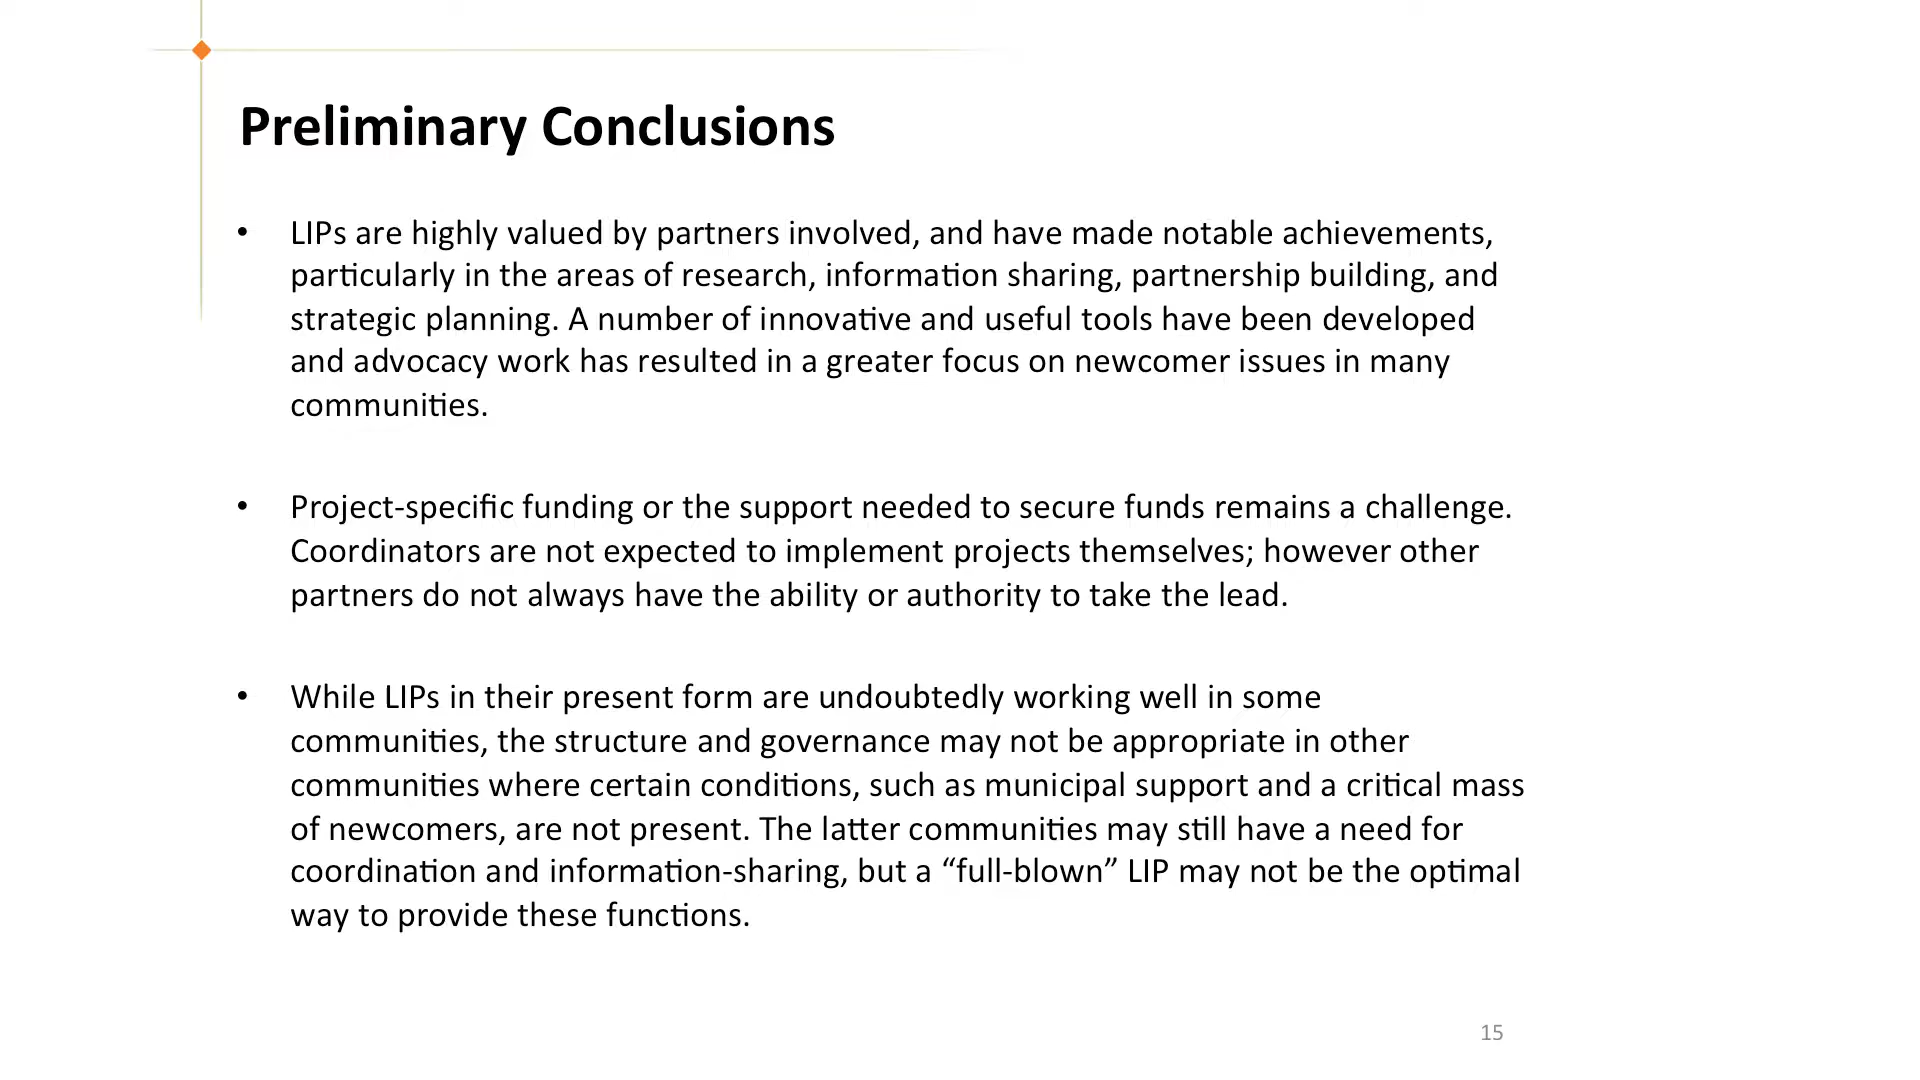 Preliminary Conclusions
• LIPs are highly valued by partners involved, and have made notable achievements,
particularly in the areas of research, information sharing, partnership building, and
strategic planning. A number of innovative and useful tools have been developed
and advocacy work has resulted in a greater focus on newcomer issues in many
communities.
• Project-specific funding or the support needed to secure funds remains a challenge.
Coordinators are not expected to implement projects themselves; however other
partners do not always have the ability or authority to take the lead.
• While LIPs in their present form are undoubtedly working well in some
communities, the structure and governance may not be appropriate in other
communities where certain conditions, such as municipal support and a critical mass
of newcomers, are not present. The latter communities may still have a need for
coordination and information-sharing, but a “full-blown” LIP may not be the optimal
way to provide these functions.
15